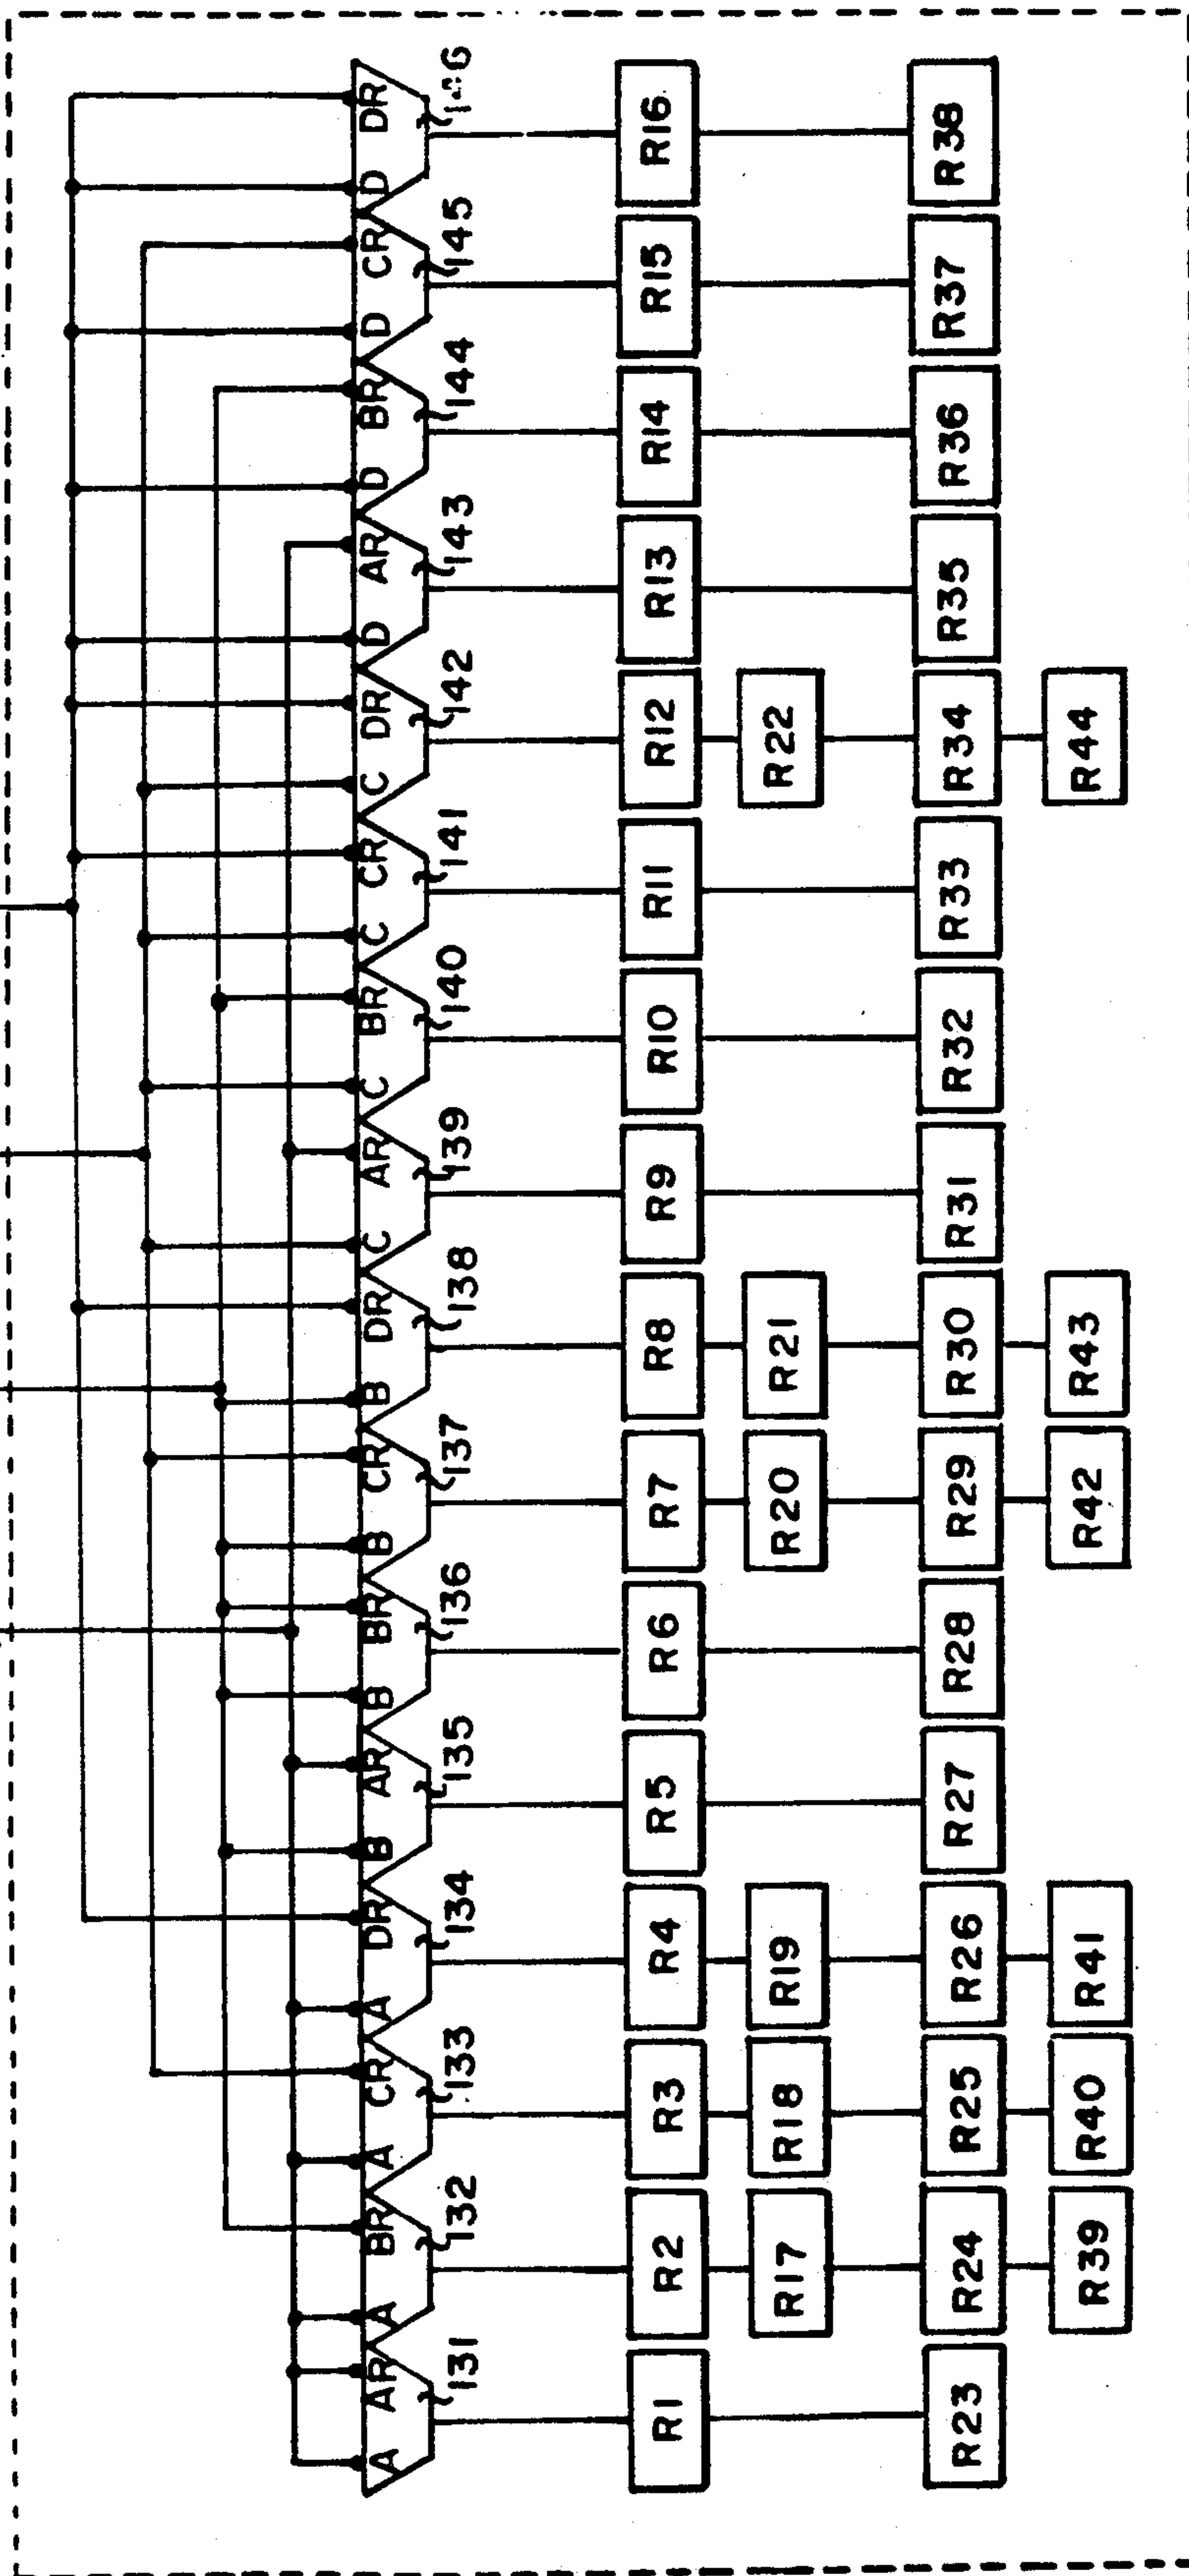 A AR A BR A CR A DR B AR B BR B CR B DR C AR C BR C CR C DR D AR D BR D CR D DR
131 132 133 134 135 136 137 138 139 140 141 142 143 144 145
R1 R2 R3 R4 R5 R6 R7 R8 R9 R10 R11 R12 R13 R14 R15 R16
R17 R18 R19 R20 R21 R22
R23 R24 R25 R26 R27 R28 R29 R30 R31 R32 R33 R34 R35 R36 R37 R38
R39 R40 R41 R42 R43 R44